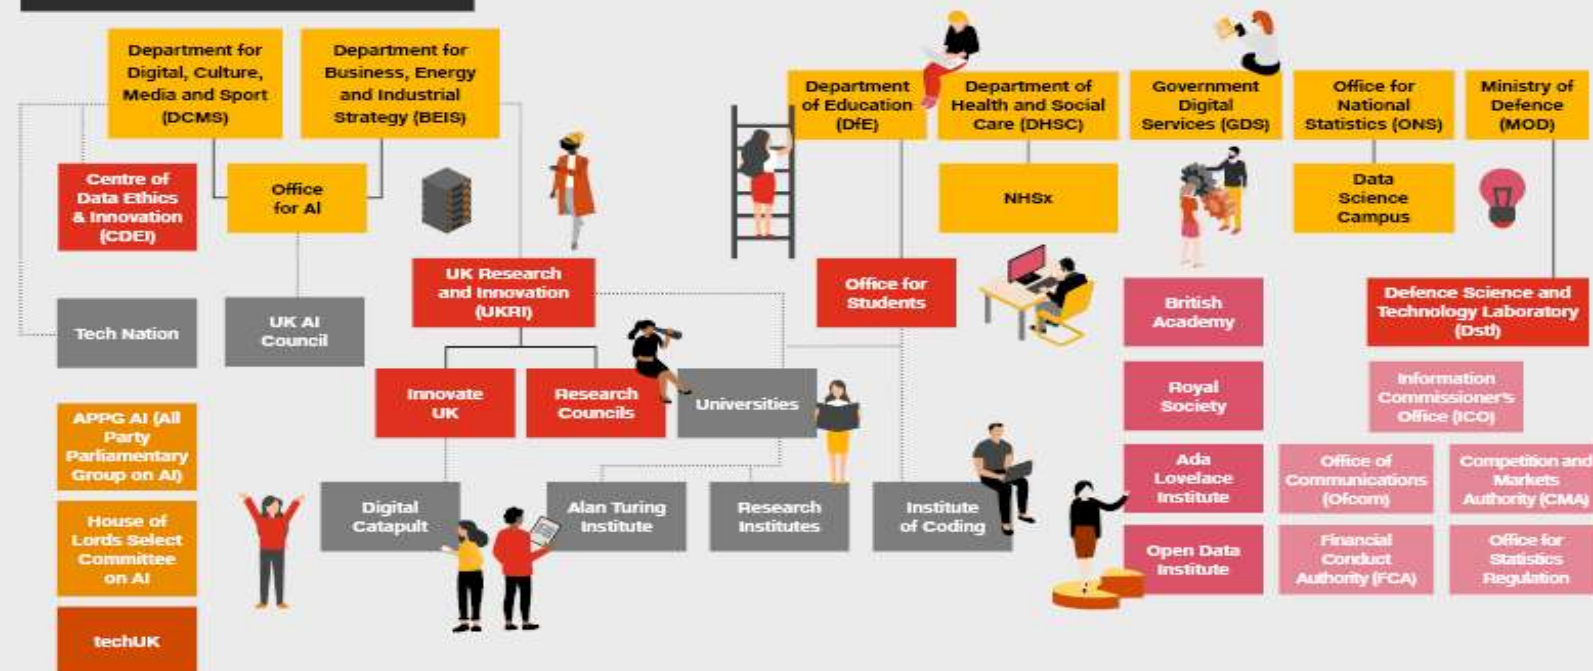 Department for
Digital, Culture,
Media and Sport
(DCMS)
Department for
Business, Energy
and Industrial
Strategy (BEIS)
Department
of Education
(DfE)
Department of
Health and Social
Care (DHSC)
Government
Digital
Services (GDS)
Office for
National
Statistics (ONS)
Ministry of
Defence
(MOD)
Centre of
Data Ethics
& Innovation
(CDEI)
Office
for AI
NHSx
Data
Science
Campus
UK Research
and Innovation
(UKRI)
Office for
Students
British
Academy
Defence Science and
Technology Laboratory
(Dstl)
Tech Nation
UK AI
Council
Innovate
UK
Research
Councils
Universities
Royal
Society
Information
Commissioner's
Office (ICO)
APPG AI (All
Party
Parliamentary
Group on AI)
Digital
Catapult
Alan Turing
Institute
Research
Institutes
Institute
of Coding
Ada
Lovelace
Institute
Office of
Communications
(Ofcom)
Competition and
Markets
Authority (CMA)
House of
Lords Select
Committee
on AI
Open Data
Institute
Financial
Conduct
Authority (FCA)
Office for
Statistics
Regulation
techUK